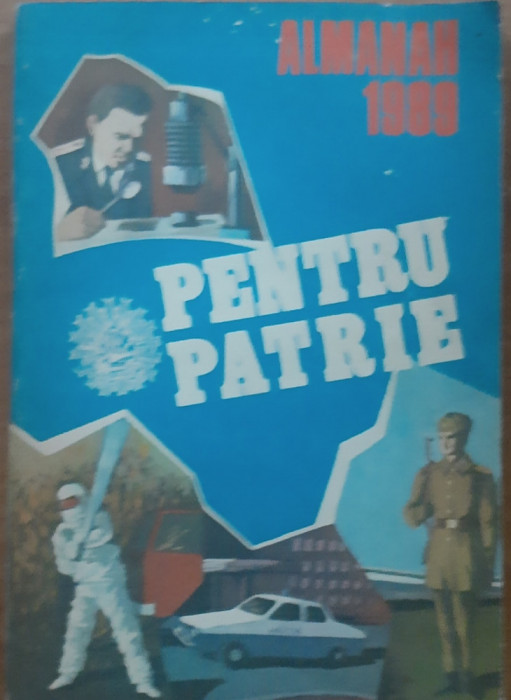 ALMANAH
1989
PENTRU
PATRIE